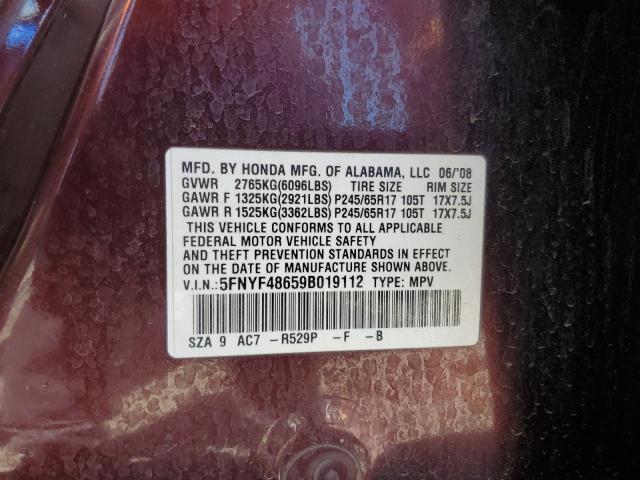 MFD. BY HONDA MFG. OF ALABAMA, LLC 06/'08
GVWR 2765KG(6096LBS) TIRE SIZE RIM SIZE
GAWR F 1325KG(2921LBS) P245/65R17 105T 17X7.5J
GAWR R 1525KG(3362LBS) P245/65R17 105T 17X7.5J
THIS VEHICLE CONFORMS TO ALL APPLICABLE
FEDERAL MOTOR VEHICLE SAFETY
AND THEFT PREVENTION STANDARDS IN EFFECT
ON THE DATE OF MANUFACTURE SHOWN ABOVE.
V.I.N.: 5FNYF48659B019112 TYPE: MPV
SZA 9 AC7 -R529P -F -B